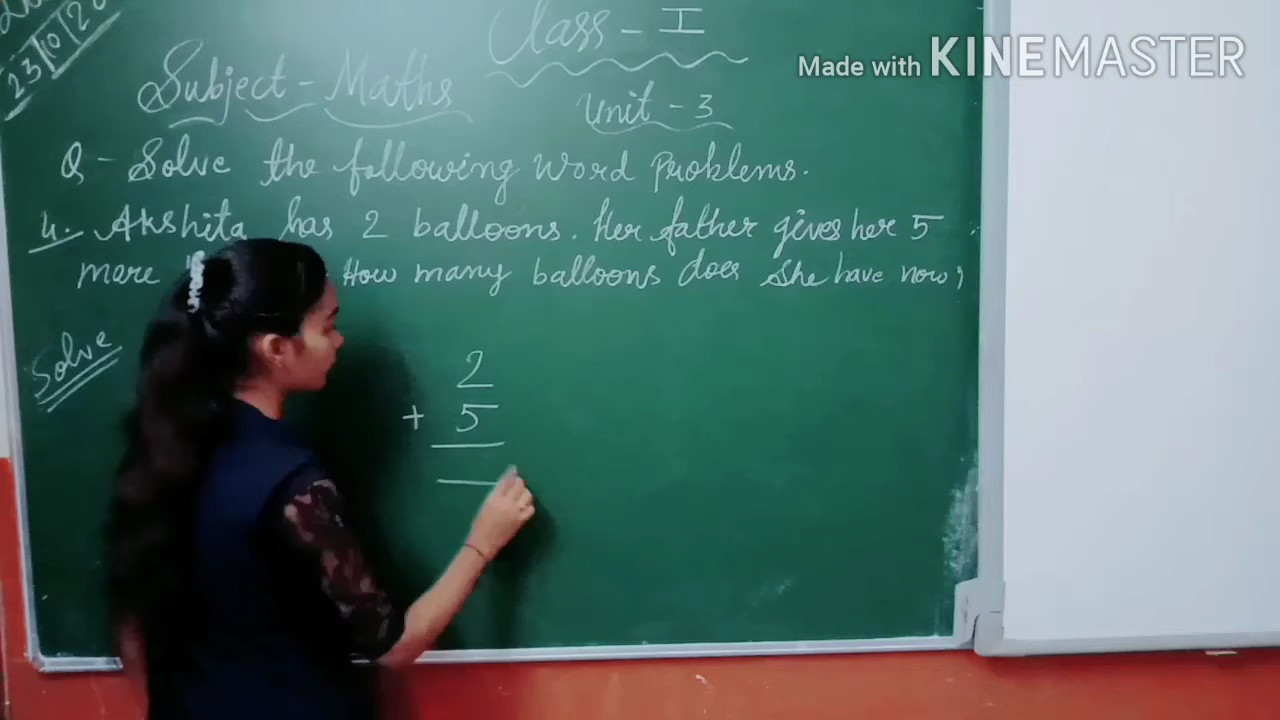 23/10/20
Class - I
Made with KINEMASTER
Subject - Maths
Unit - 3
Q - Solve the following Word Problems.
4. Akshita has 2 balloons. Her father gives her 5
more How many balloons does She have now,
Solve
2
+ 5